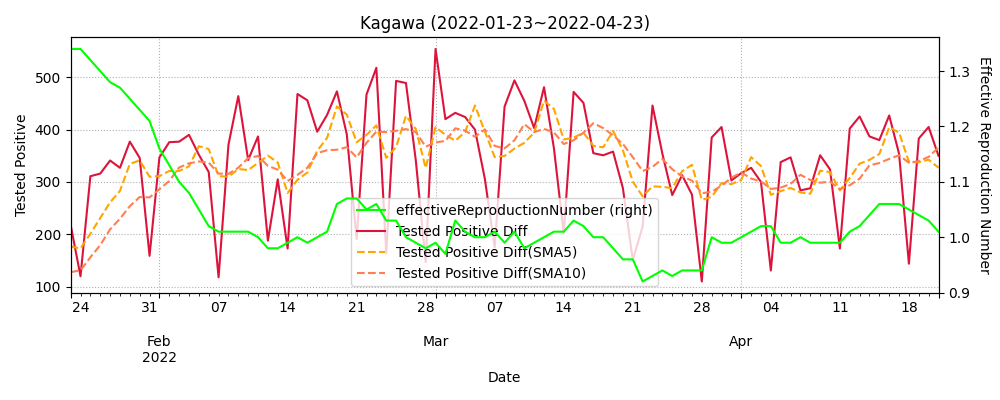 Kagawa (2022-01-23~2022-04-23)
Tested Positive
500
400
300
200
100
1.3
1.2
1.1
1.0
0.9
Effective Reproduction Number
effectiveReproductionNumber (right)
Tested Positive Diff
Tested Positive Diff(SMA5)
Tested Positive Diff(SMA10)
24 31 07 14 21 28 07 14 21 28 04 11 18
Feb Mar Apr
2022
Date